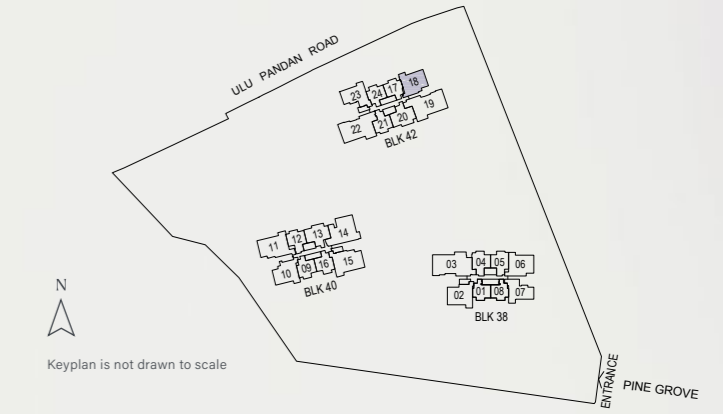 ULU PANDAN ROAD
23 24 17 18
22 21 20 19
BLK 42
11 12 13 14
10 09 16 15
BLK 40
03 04 05 06
02 01 08 07
BLK 38
N
Keyplan is not drawn to scale
ENTRANCE
PINE GROVE